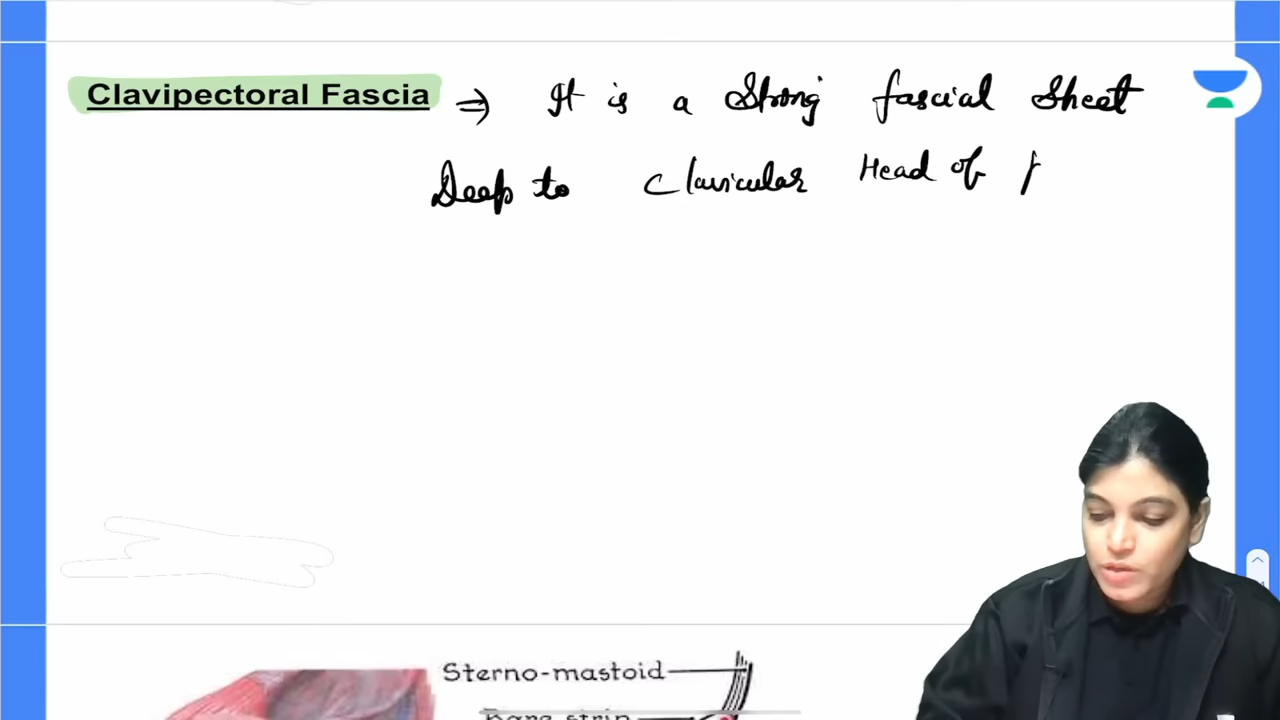 Clavipectoral Fascia ⇒ It is a Strong fascial Sheet
Deep to Clavicular Head of
Sterno-mastoid